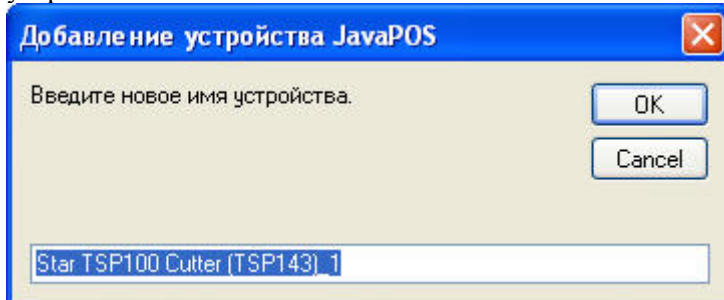 Добавление устройства JavaPOS
Введите новое имя устройства.
OK
Cancel
Star TSP100 Cutter (TSP143)_1